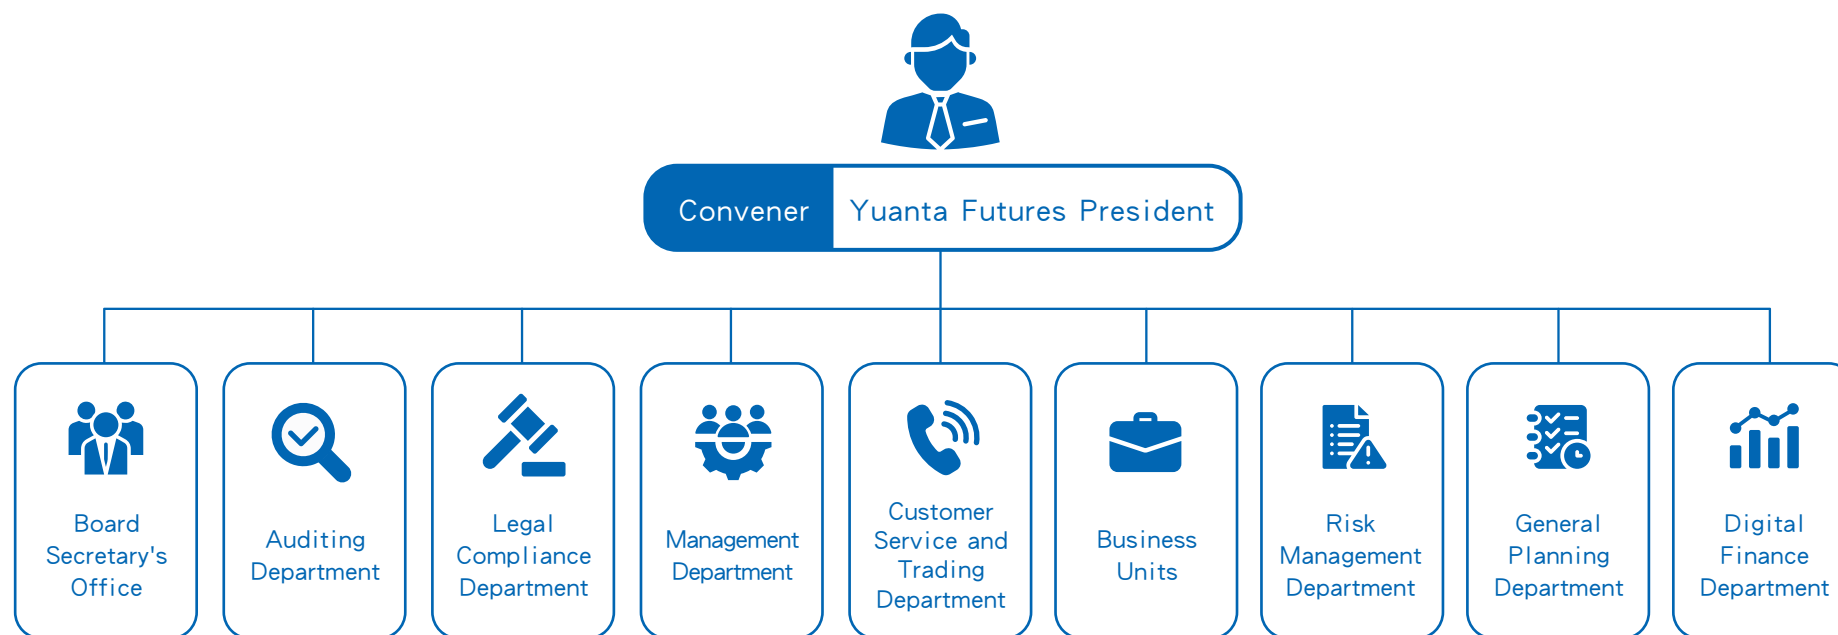 Convener Yuanta Futures President
Board
Secretary's
Office
Auditing
Department
Legal
Compliance
Department
Management
Department
Customer
Service and
Trading
Department
Business
Units
Risk
Management
Department
General
Planning
Department
Digital
Finance
Department